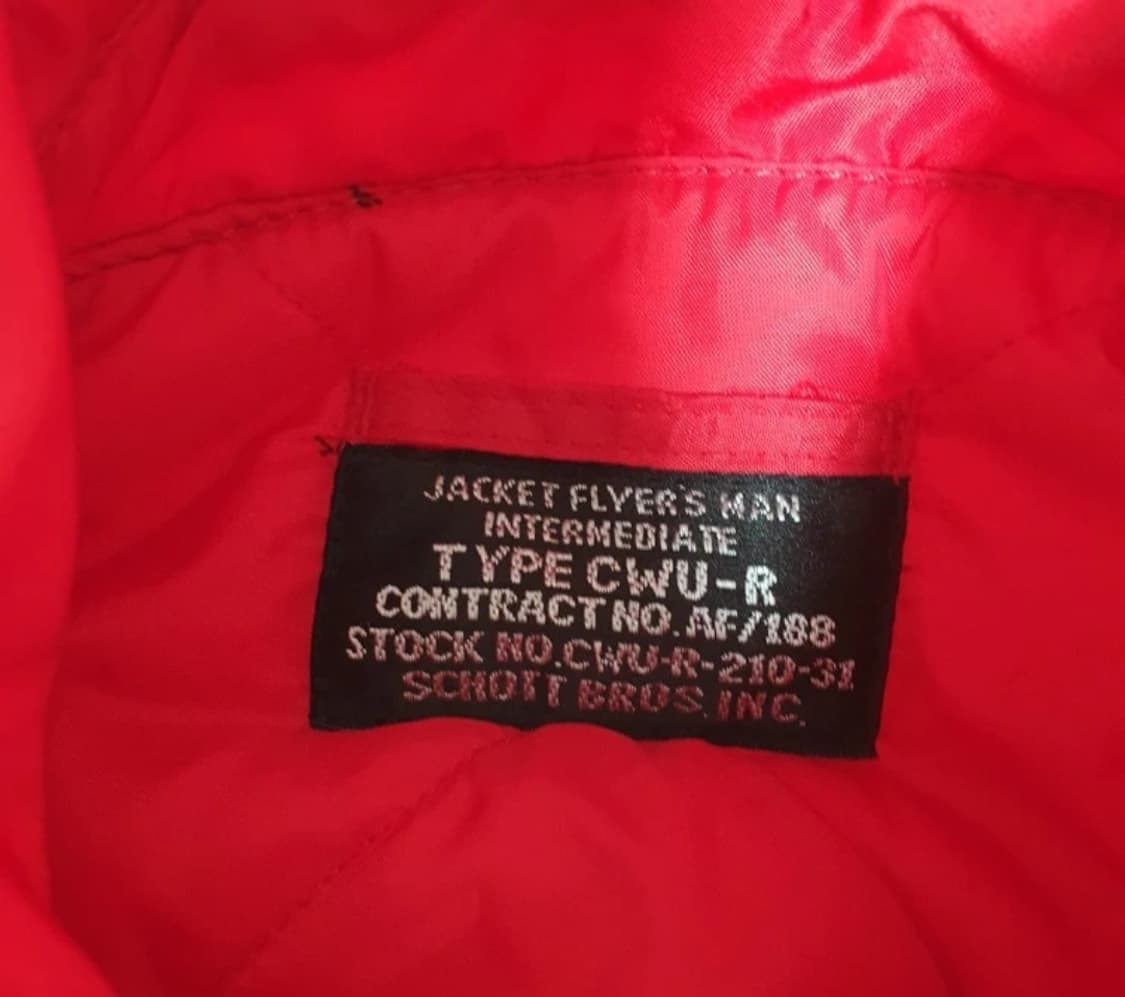 JACKET FLYER'S MAN
INTERMEDIATE
TYPE CWU-R
CONTRACT NO. AF/188
STOCK NO.CWU-R-210-31
SCHOTT BROS. INC.